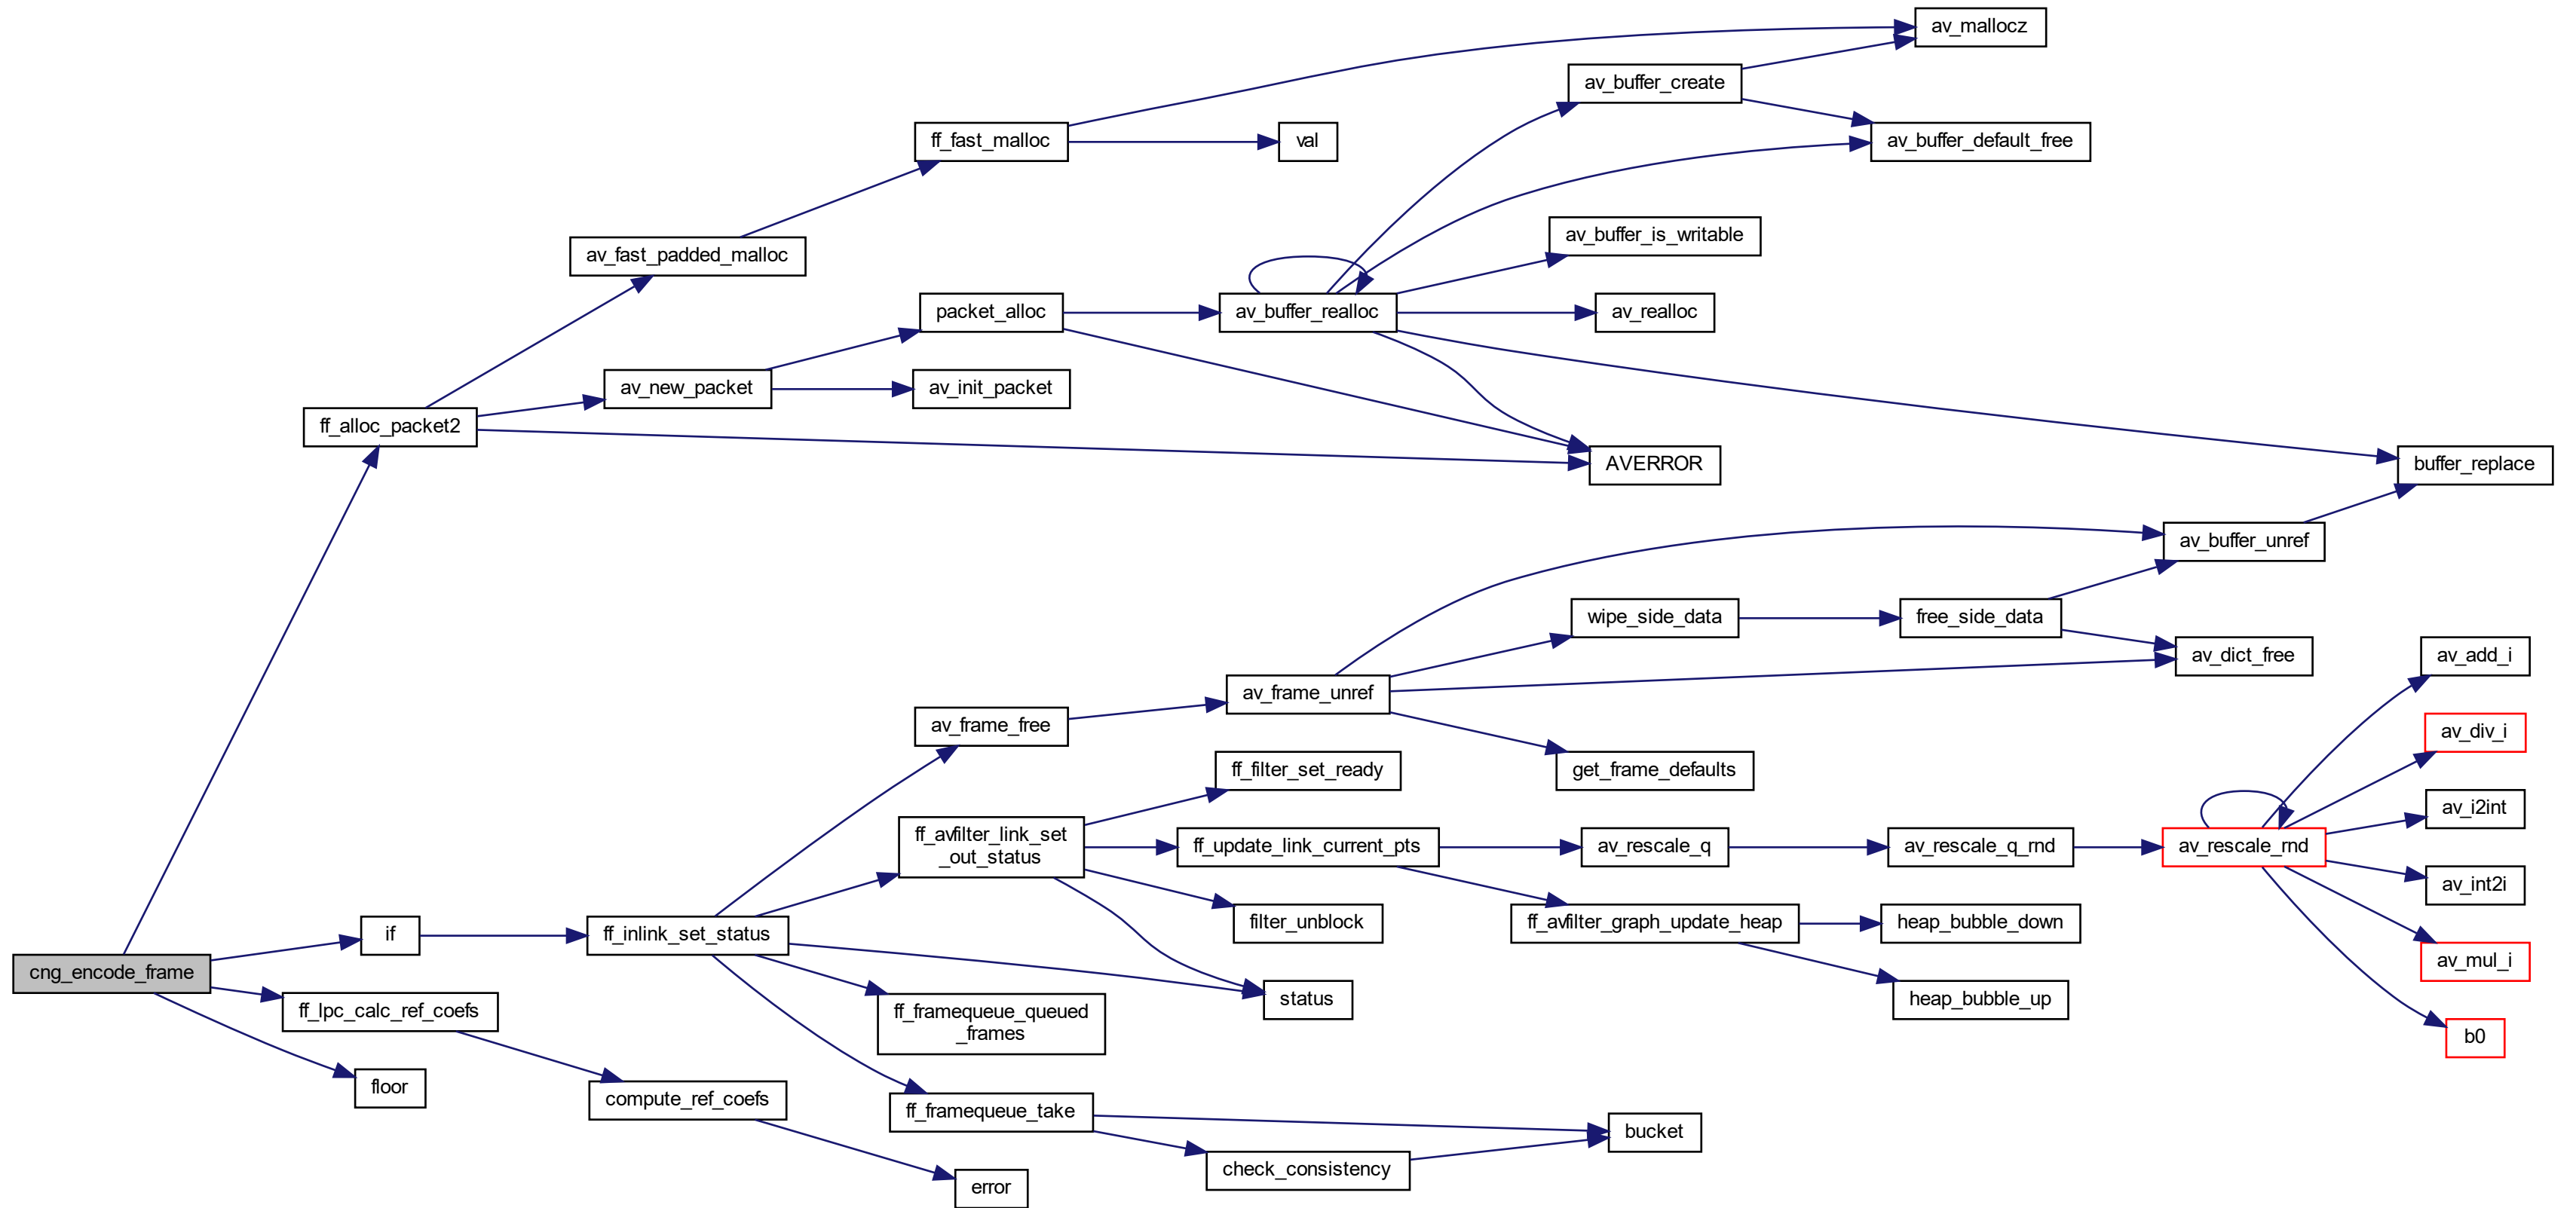 av_mallocz
av_buffer_create
ff_fast_malloc
val
av_buffer_default_free
av_fast_padded_malloc
av_buffer_is_writable
packet_alloc
av_buffer_realloc
av_realloc
av_new_packet
av_init_packet
ff_alloc_packet2
AVERROR
buffer_replace
av_buffer_unref
wipe_side_data
free_side_data
av_dict_free
av_add_i
av_frame_unref
av_frame_free
av_div_i
ff_filter_set_ready
get_frame_defaults
av_i2int
ff_avfilter_link_set
_out_status
ff_update_link_current_pts
av_rescale_q
av_rescale_q_rnd
av_rescale_rnd
av_int2i
if
ff_inlink_set_status
filter_unblock
ff_avfilter_graph_update_heap
heap_bubble_down
av_mul_i
cng_encode_frame
ff_lpc_calc_ref_coefs
ff_framequeue_queued
_frames
status
heap_bubble_up
b0
floor
compute_ref_coefs
ff_framequeue_take
bucket
check_consistency
error